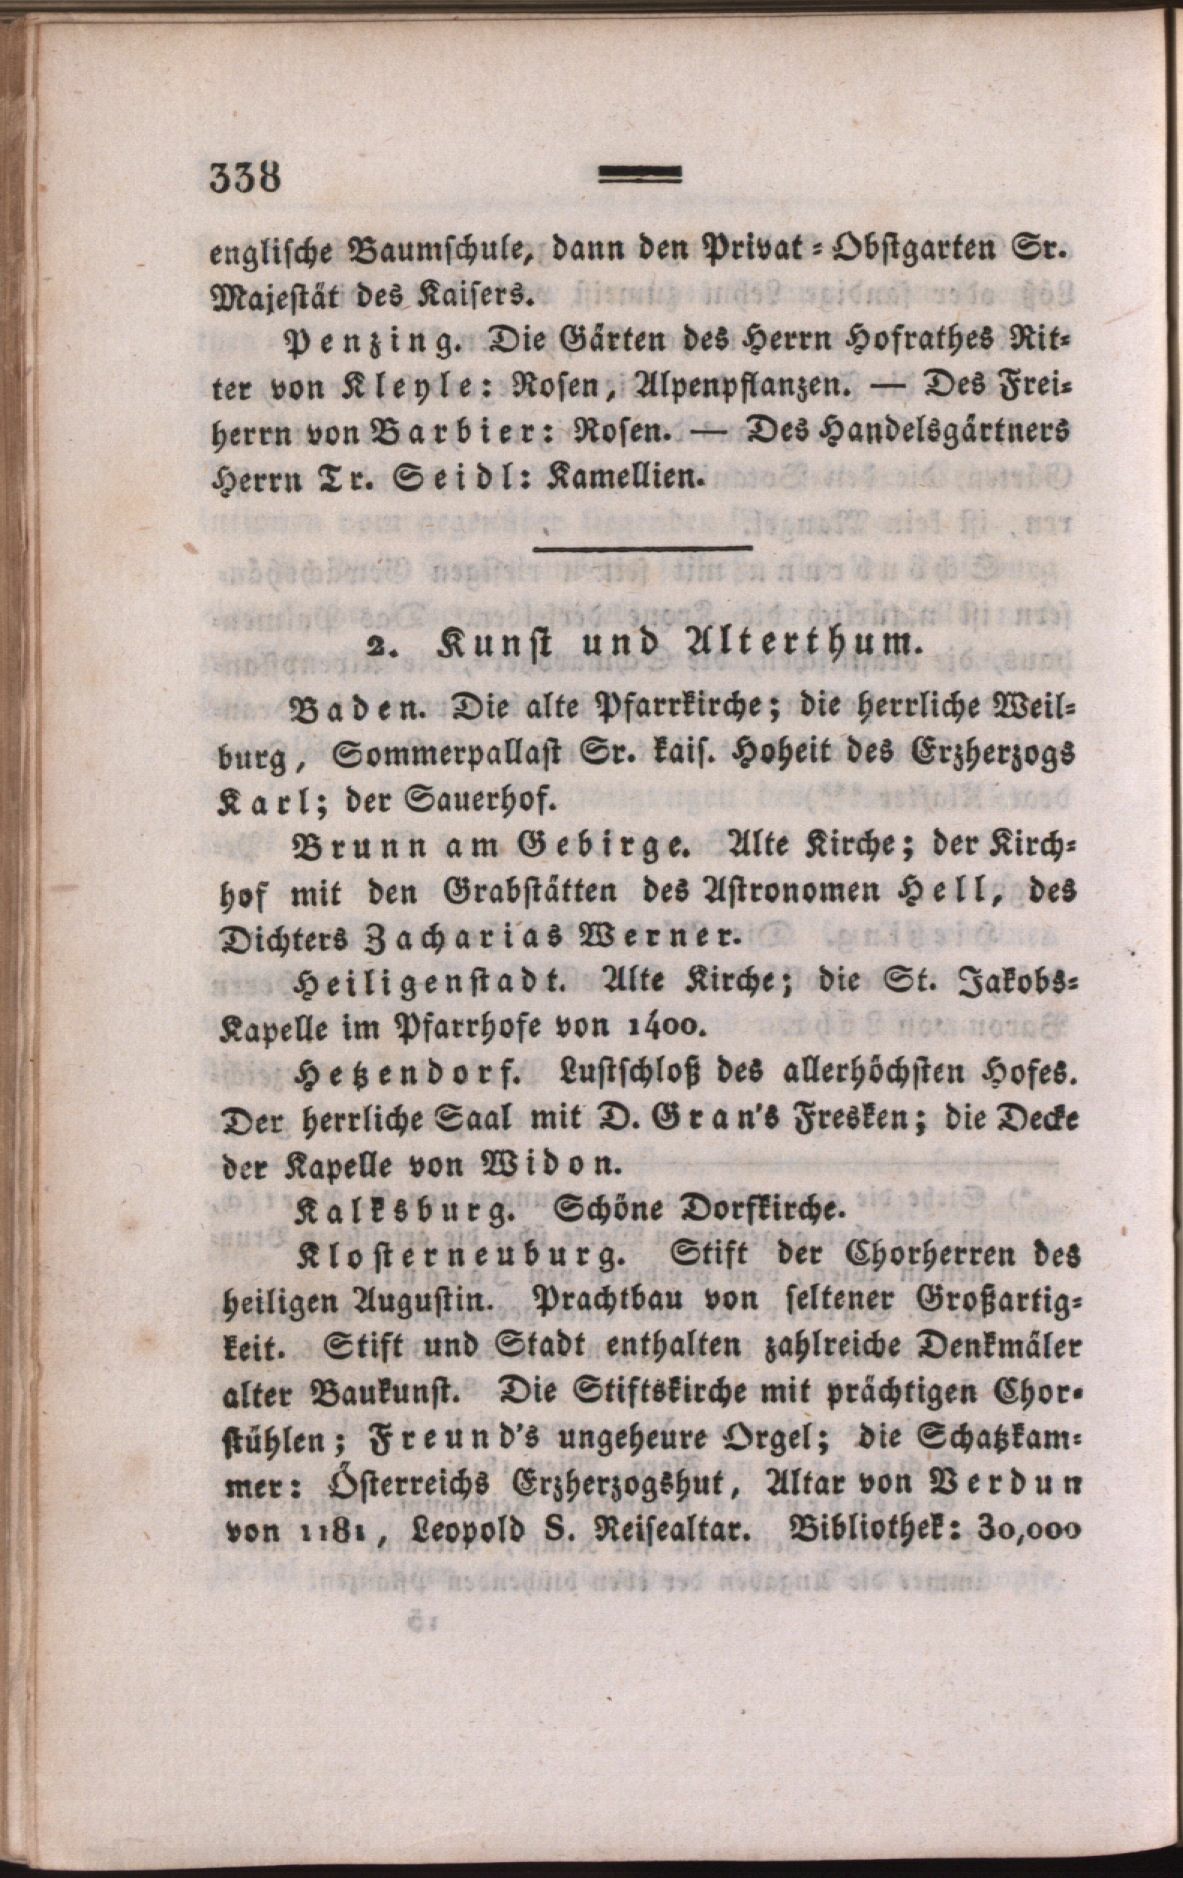 338
englische Baumschule, dann den Privat-Obstgarten Sr.
Majestät des Kaisers.
Penzing. Die Gärten des Herrn Hofrathes Rit-
ter von Kleyle: Rosen, Alpenpflanzen. — Des Frei-
herrn von Barbier: Rosen. — Des Handelsgärtners
Herrn Tr. Seidl: Kamellien.
2. Kunst und Alterthum.
Baden. Die alte Pfarrkirche; die herrliche Weil-
burg, Sommerpallast Sr. kais. Hoheit des Erzherzogs
Karl; der Sauerhof.
Brunn am Gebirge. Alte Kirche; der Kirch-
hof mit den Grabstätten des Astronomen Hell, des
Dichters Zacharias Werner.
Heiligenstadt. Alte Kirche; die St. Jakobs-
Kapelle im Pfarrhofe von 1400.
Hetzendorf. Lustschloß des allerhöchsten Hofes.
Der herrliche Saal mit D. Gran's Fresken; die Decke
der Kapelle von Widon.
Kalksburg. Schöne Dorfkirche.
Klosterneuburg. Stift der Chorherren des
heiligen Augustin. Prachtbau von seltener Großartig-
keit. Stift und Stadt enthalten zahlreiche Denkmäler
alter Baukunst. Die Stiftskirche mit prächtigen Chor-
stühlen; Freund's ungeheure Orgel; die Schatzkam-
mer: Österreichs Erzherzogshut, Altar von Verdun
von 1181, Leopold S. Reisealtar. Bibliothek: 30,000